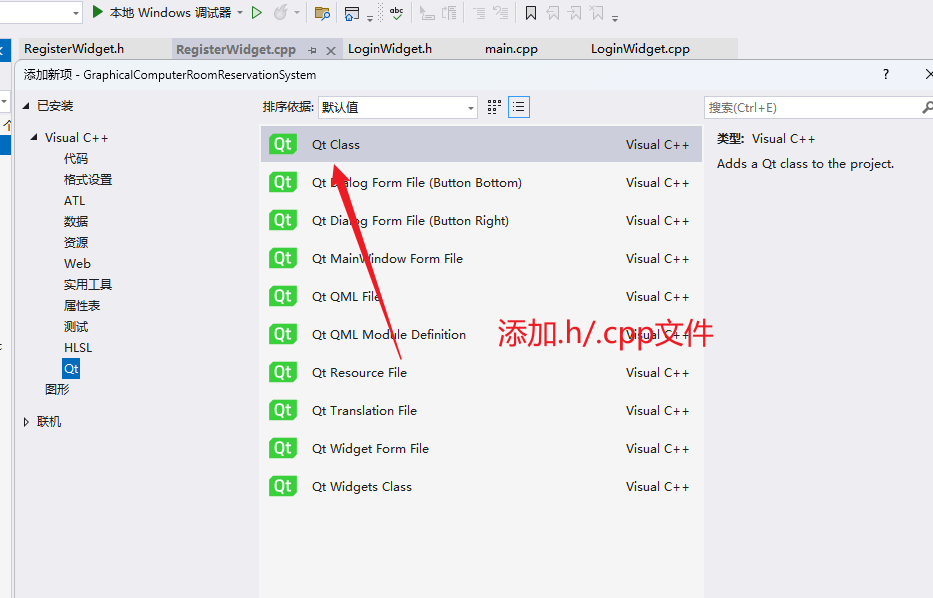 本地 Windows 调试器
abc
RegisterWidget.h
RegisterWidget.cpp
LoginWidget.h
main.cpp
LoginWidget.cpp
添加新项 - GraphicalComputerRoomReservationSystem
?
已安装
排序依据:
默认值
搜索(Ctrl+E)
Visual C++
代码
格式设置
ATL
数据
资源
Web
实用工具
属性表
测试
HLSL
Qt
图形
联机
Qt Qt Class Visual C++
Qt Qt Dialog Form File (Button Bottom) Visual C++
Qt Qt Dialog Form File (Button Right) Visual C++
Qt Qt MainWindow Form File Visual C++
Qt Qt QML File Visual C++
Qt Qt QML Module Definition Visual C++
Qt Qt Resource File Visual C++
Qt Qt Translation File Visual C++
Qt Qt Widget Form File Visual C++
Qt Qt Widgets Class Visual C++
添加.h/.cpp文件
类型: Visual C++
Adds a Qt class to the project.